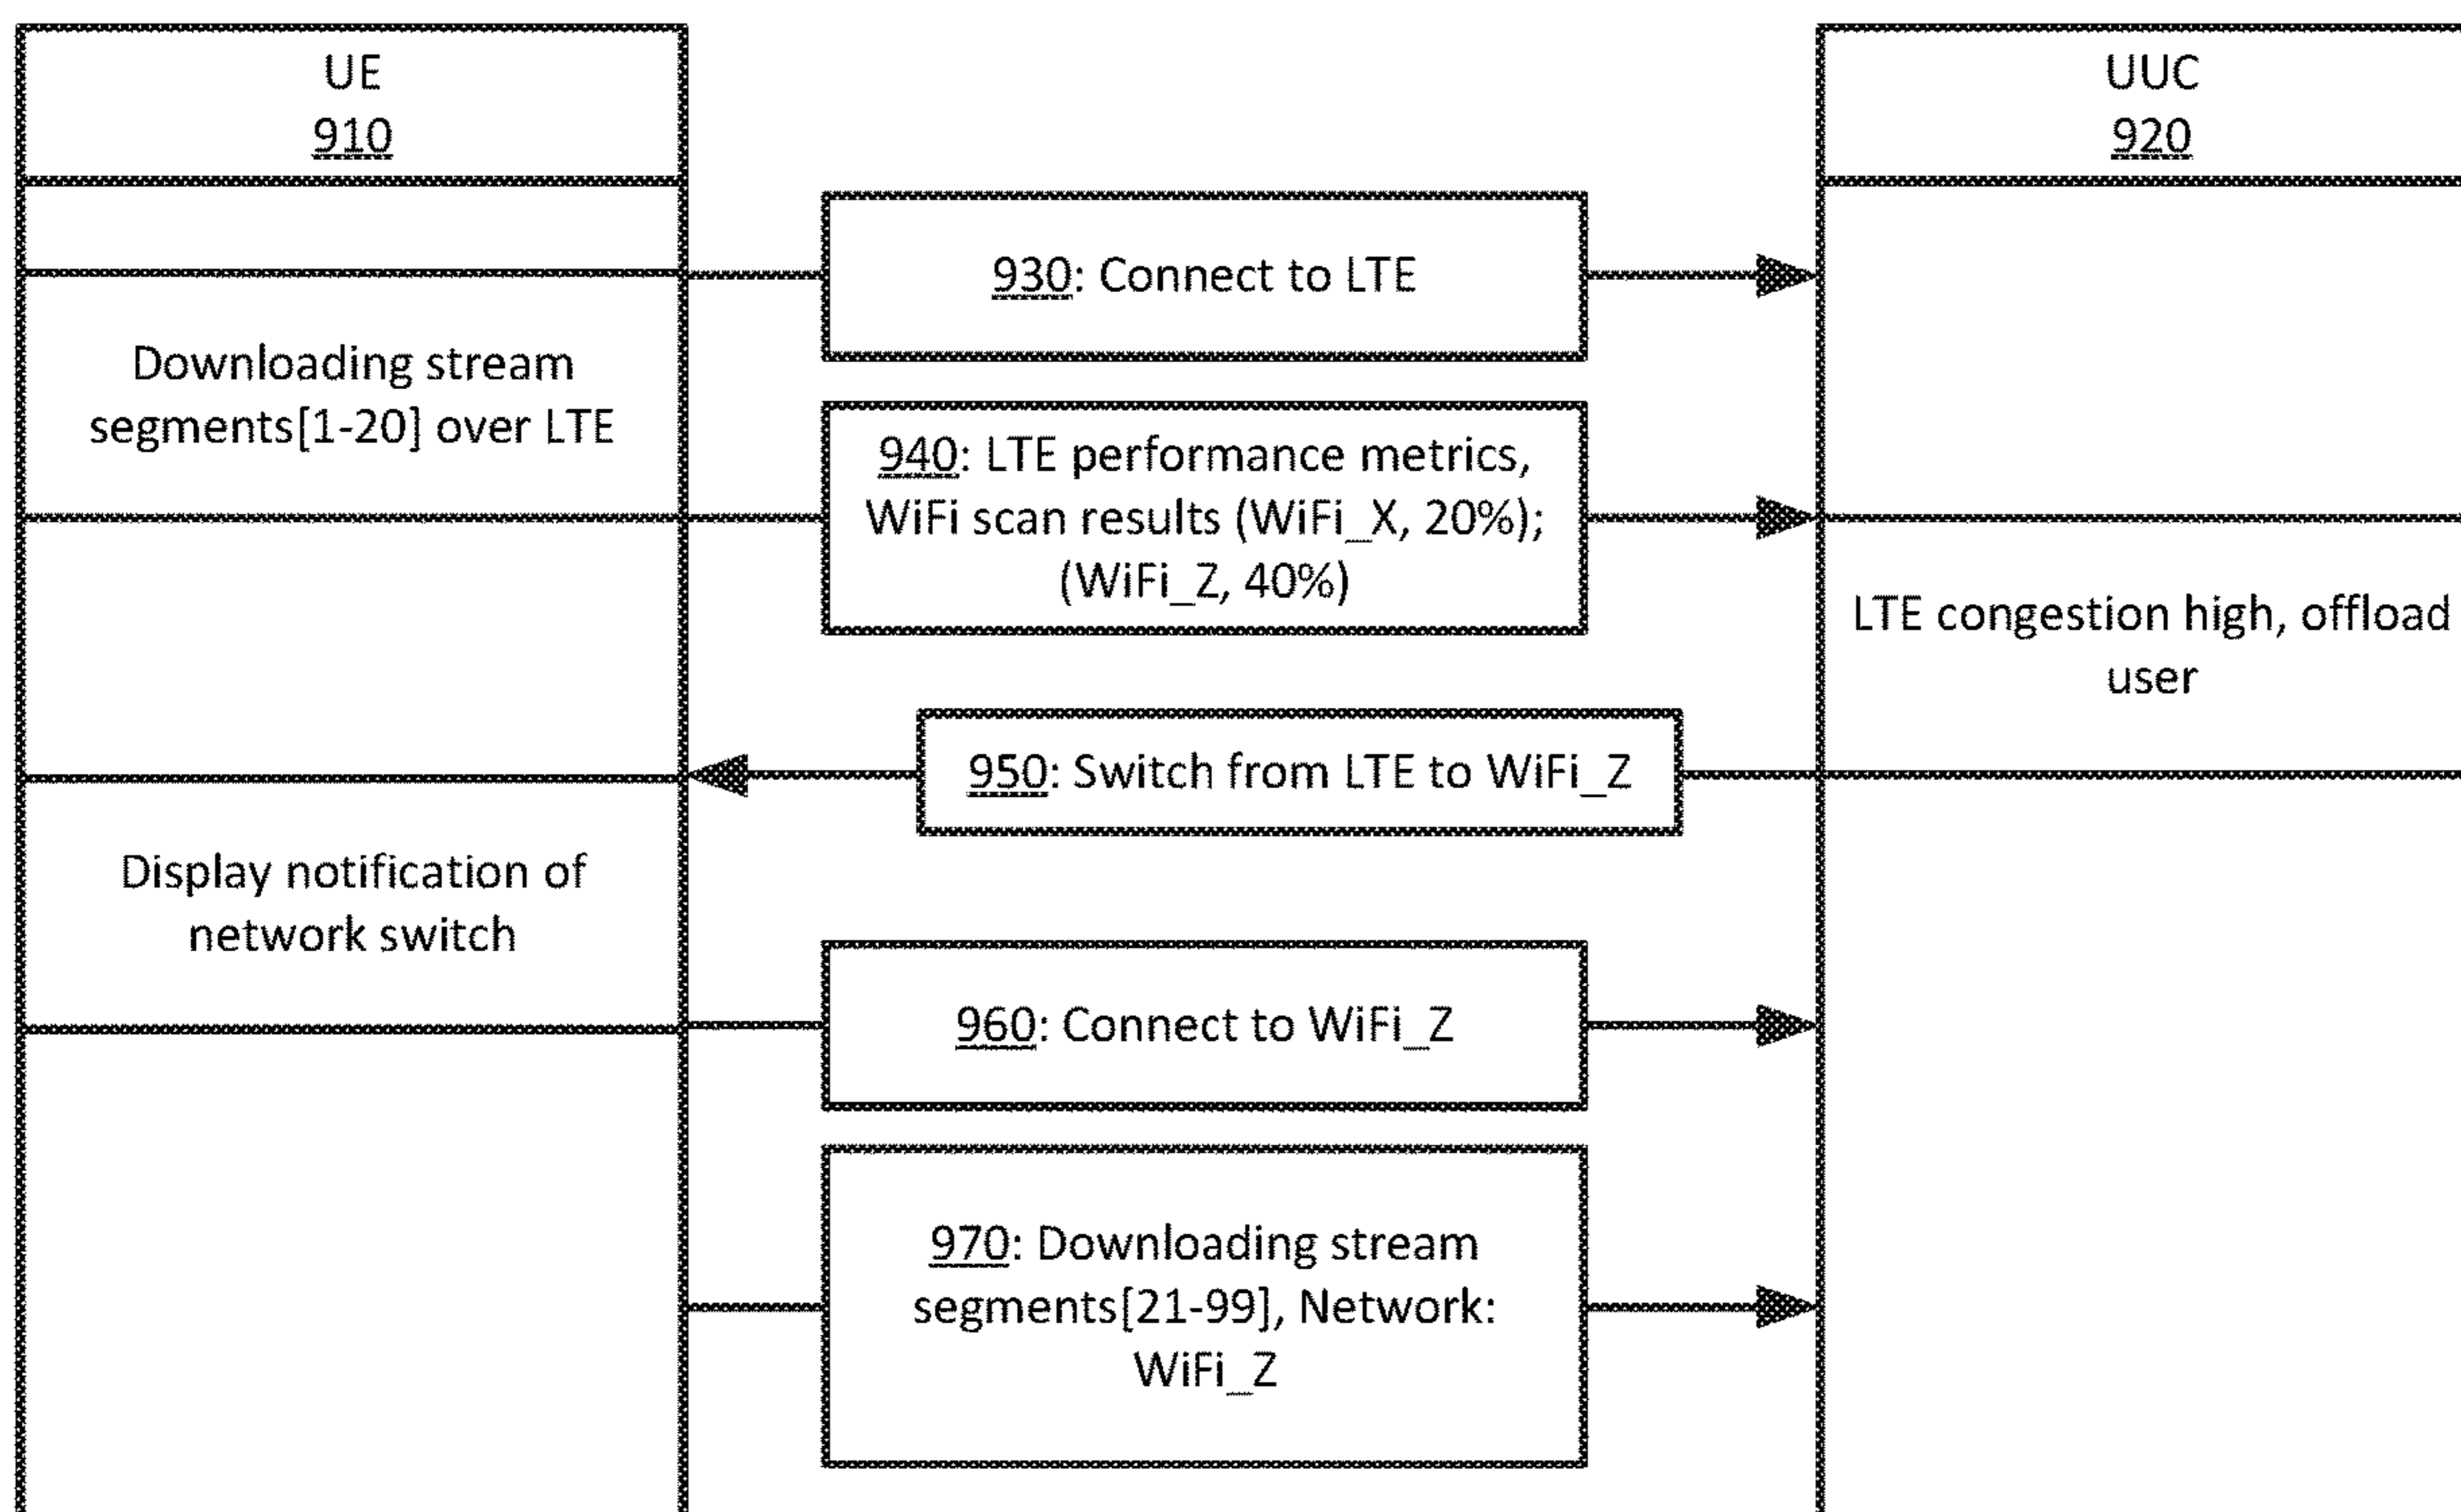 UE
910
UUC
920
930: Connect to LTE
Downloading stream
segments[1-20] over LTE
940: LTE performance metrics,
WiFi scan results (WiFi_X, 20%);
(WiFi_Z, 40%)
LTE congestion high, offload
user
950: Switch from LTE to WiFi_Z
Display notification of
network switch
960: Connect to WiFi_Z
970: Downloading stream
segments[21-99], Network:
WiFi_Z